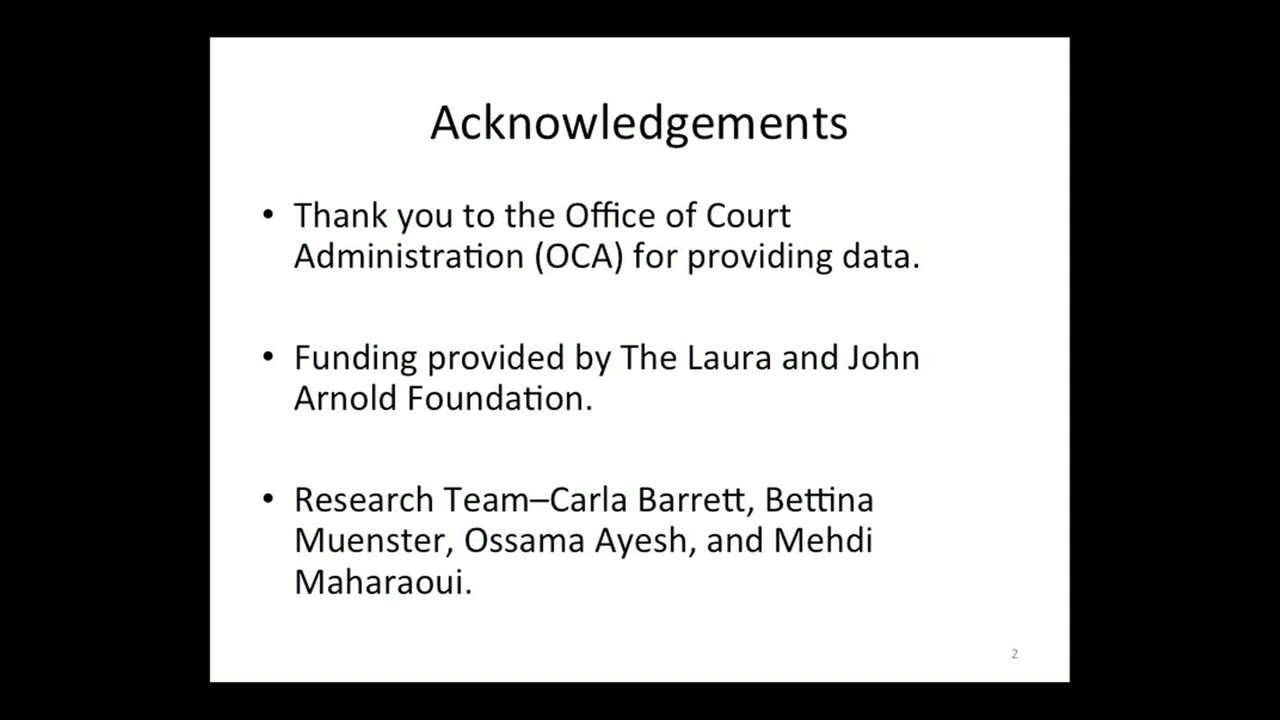 Acknowledgements
• Thank you to the Office of Court
Administration (OCA) for providing data.
• Funding provided by The Laura and John
Arnold Foundation.
• Research Team–Carla Barrett, Bettina
Muenster, Ossama Ayesh, and Mehdi
Maharaoui.
2